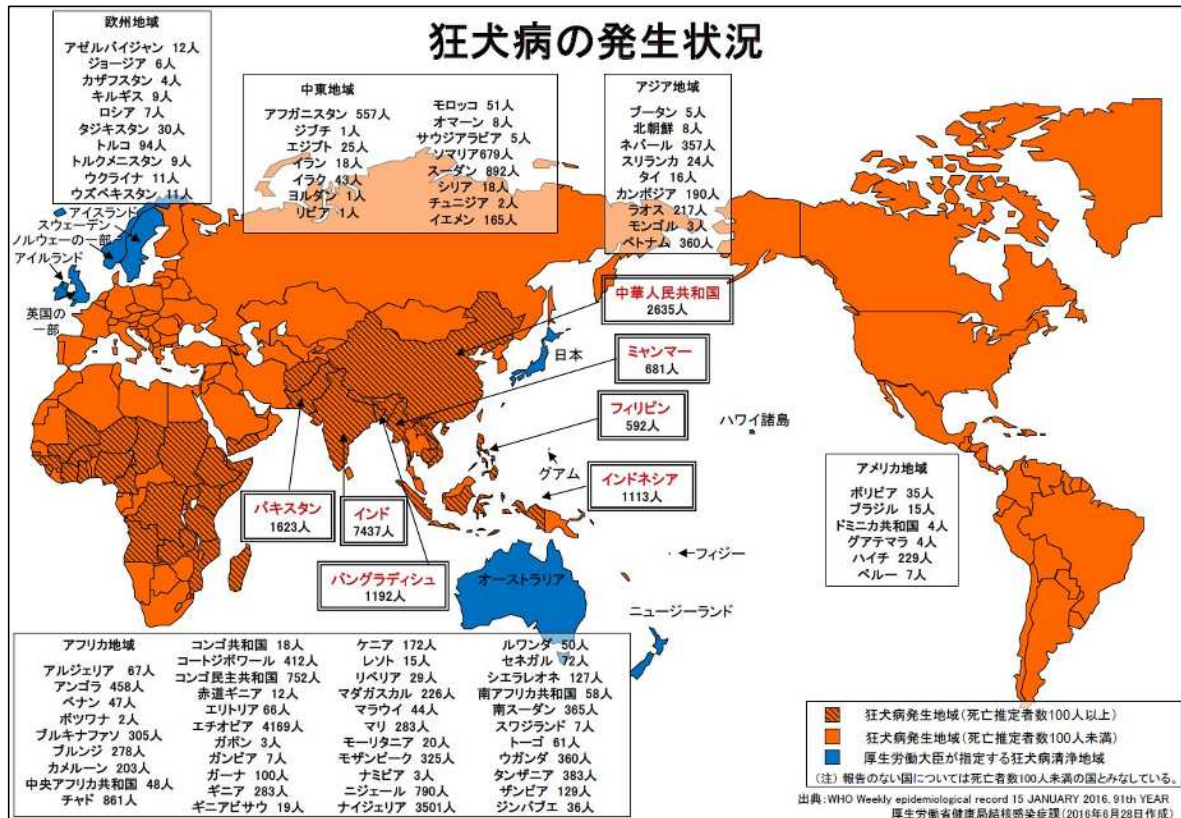 狂犬病の発生状況
欧州地域
アゼルバイジャン 12人
ジョージア 6人
カザフスタン 4人
キルギス 9人
ロシア 7人
タジキスタン 30人
トルコ 94人
トルクメニスタン 9人
ウクライナ 11人
ウズベキスタン 11人
中東地域
アフガニスタン 557人
ジブチ 1人
エジプト 25人
イラン 18人
イラク 43人
ヨルダン 1人
リビア 1人
モロッコ 51人
オマーン 8人
サウジアラビア 5人
ソマリア679人
スーダン 892人
シリア 18人
チュニジア 2人
イエメン 165人
アジア地域
ブータン 5人
北朝鮮 8人
ネパール 357人
スリランカ 24人
タイ 16人
カンボジア 190人
ラオス 217人
モンゴル 3人
ベトナム 360人
アイスランド
スウェーデン
ノルウェーの一部
アイルランド
英国の
一部
中華人民共和国
2635人
日本
ミャンマー
681人
フィリピン
592人
ハワイ諸島
グアム
インドネシア
1113人
パキスタン
1623人
インド
7437人
バングラディシュ
1192人
フィジー
オーストラリア
ニュージーランド
アメリカ地域
ボリビア 35人
ブラジル 15人
ドミニカ共和国 4人
グアテマラ 4人
ハイチ 229人
ペルー 7人
アフリカ地域
アルジェリア 67人
アンゴラ 458人
ベナン 47人
ボツワナ 2人
ブルキナファソ 305人
ブルンジ 278人
カメルーン 203人
中央アフリカ共和国 48人
チャド 861人
コンゴ共和国 18人
コートジボワール 412人
コンゴ民主共和国 752人
赤道ギニア 12人
エリトリア 66人
エチオピア 4169人
ガボン 3人
ガンビア 7人
ガーナ 100人
ギニア 283人
ギニアビサウ 19人
ケニア 172人
レソト 15人
リベリア 29人
マダガスカル 226人
マラウイ 44人
マリ 283人
モーリタニア 20人
モザンビーク 325人
ナミビア 3人
ニジェール 790人
ナイジェリア 3501人
ルワンダ 50人
セネガル 72人
シエラレオネ 127人
南アフリカ共和国 58人
南スーダン 365人
スワジランド 7人
トーゴ 61人
ウガンダ 360人
タンザニア 383人
ザンビア 129人
ジンバブエ 36人
狂犬病発生地域(死亡推定者数100人以上)
狂犬病発生地域(死亡推定者数100人未満)
厚生労働大臣が指定する狂犬病清浄地域
(注) 報告のない国については死亡者数100人未満の国とみなしている。
出典:WHO Weekly epidemiological record 15 JANUARY 2016, 91th YEAR
厚生労働省健康局結核感染症課(2016年6月28日作成)